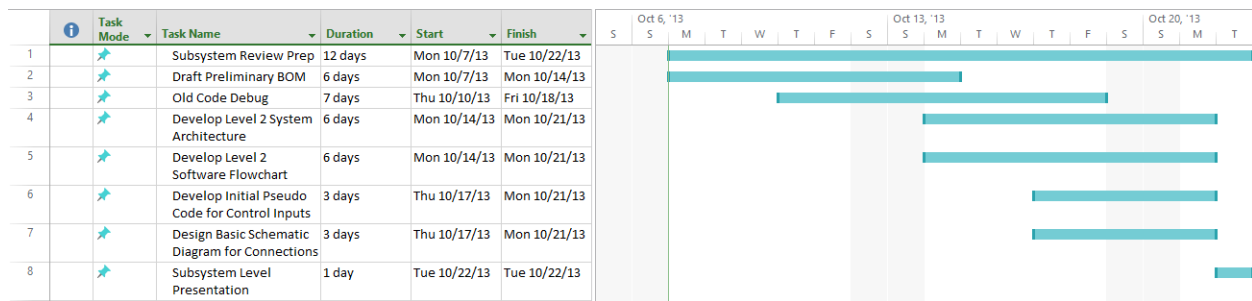 Oct 6, '13 Oct 13, '13 Oct 20, '13
Task Mode Task Name Duration Start Finish S S M T W T F S S M T W T F S S M T
1 Subsystem Review Prep 12 days Mon 10/7/13 Tue 10/22/13
2 Draft Preliminary BOM 6 days Mon 10/7/13 Mon 10/14/13
3 Old Code Debug 7 days Thu 10/10/13 Fri 10/18/13
4 Develop Level 2 System 6 days Mon 10/14/13 Mon 10/21/13
Architecture
5 Develop Level 2 6 days Mon 10/14/13 Mon 10/21/13
Software Flowchart
6 Develop Initial Pseudo 3 days Thu 10/17/13 Mon 10/21/13
Code for Control Inputs
7 Design Basic Schematic 3 days Thu 10/17/13 Mon 10/21/13
Diagram for Connections
8 Subsystem Level 1 day Tue 10/22/13 Tue 10/22/13
Presentation